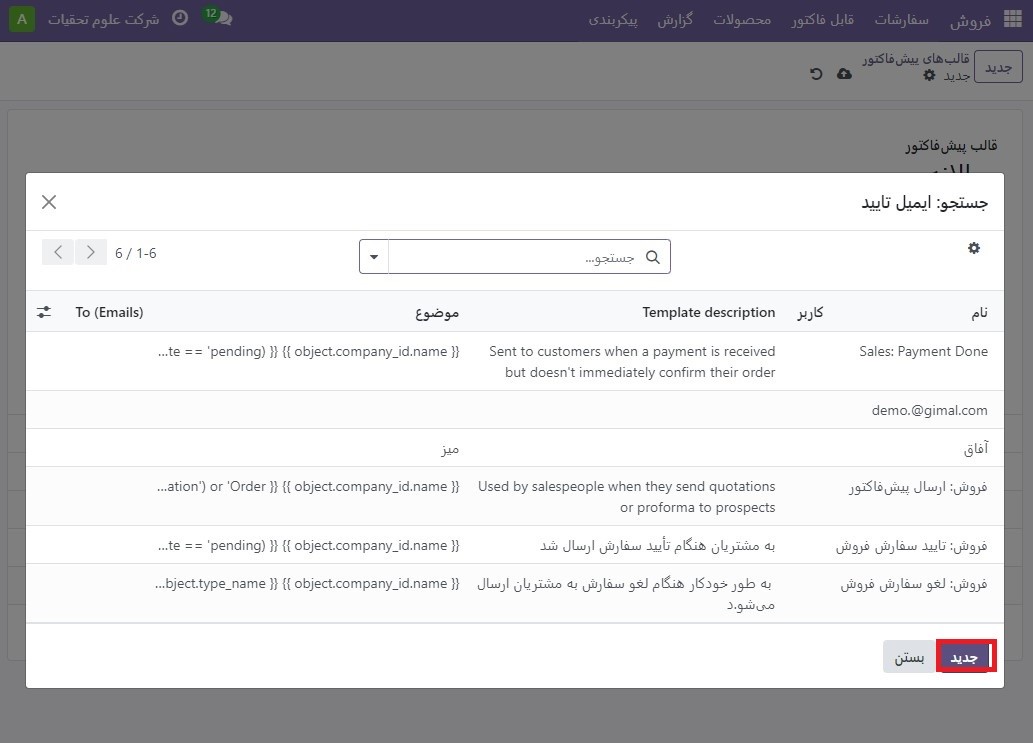 فروش سفارشات قابل فاکتور محصولات گزارش پیکربندی 12 شرکت علوم تحقیات A
جدید قالب‌های پیش‌فاکتور
جدید
قالب پیش‌فاکتور
جستجو: ایمیل تایید
جستجو... 6 / 1-6
نام کاربر Template description موضوع To (Emails)
Sales: Payment Done Sent to customers when a payment is received ...te == 'pending) }} {{ object.company_id.name }}
but doesn't immediately confirm their order
demo.@gimal.com
آفاق میز
فروش: ارسال پیش‌فاکتور Used by salespeople when they send quotations ...ation') or 'Order }} {{ object.company_id.name }}
or proforma to prospects
فروش: تایید سفارش فروش به مشتریان هنگام تأیید سفارش ارسال شد ...te == 'pending) }} {{ object.company_id.name }}
فروش: لغو سفارش فروش به طور خودکار هنگام لغو سفارش به مشتریان ارسال ...bject.type_name }} {{ object.company_id.name }}
می‌شو.د
جدید بستن